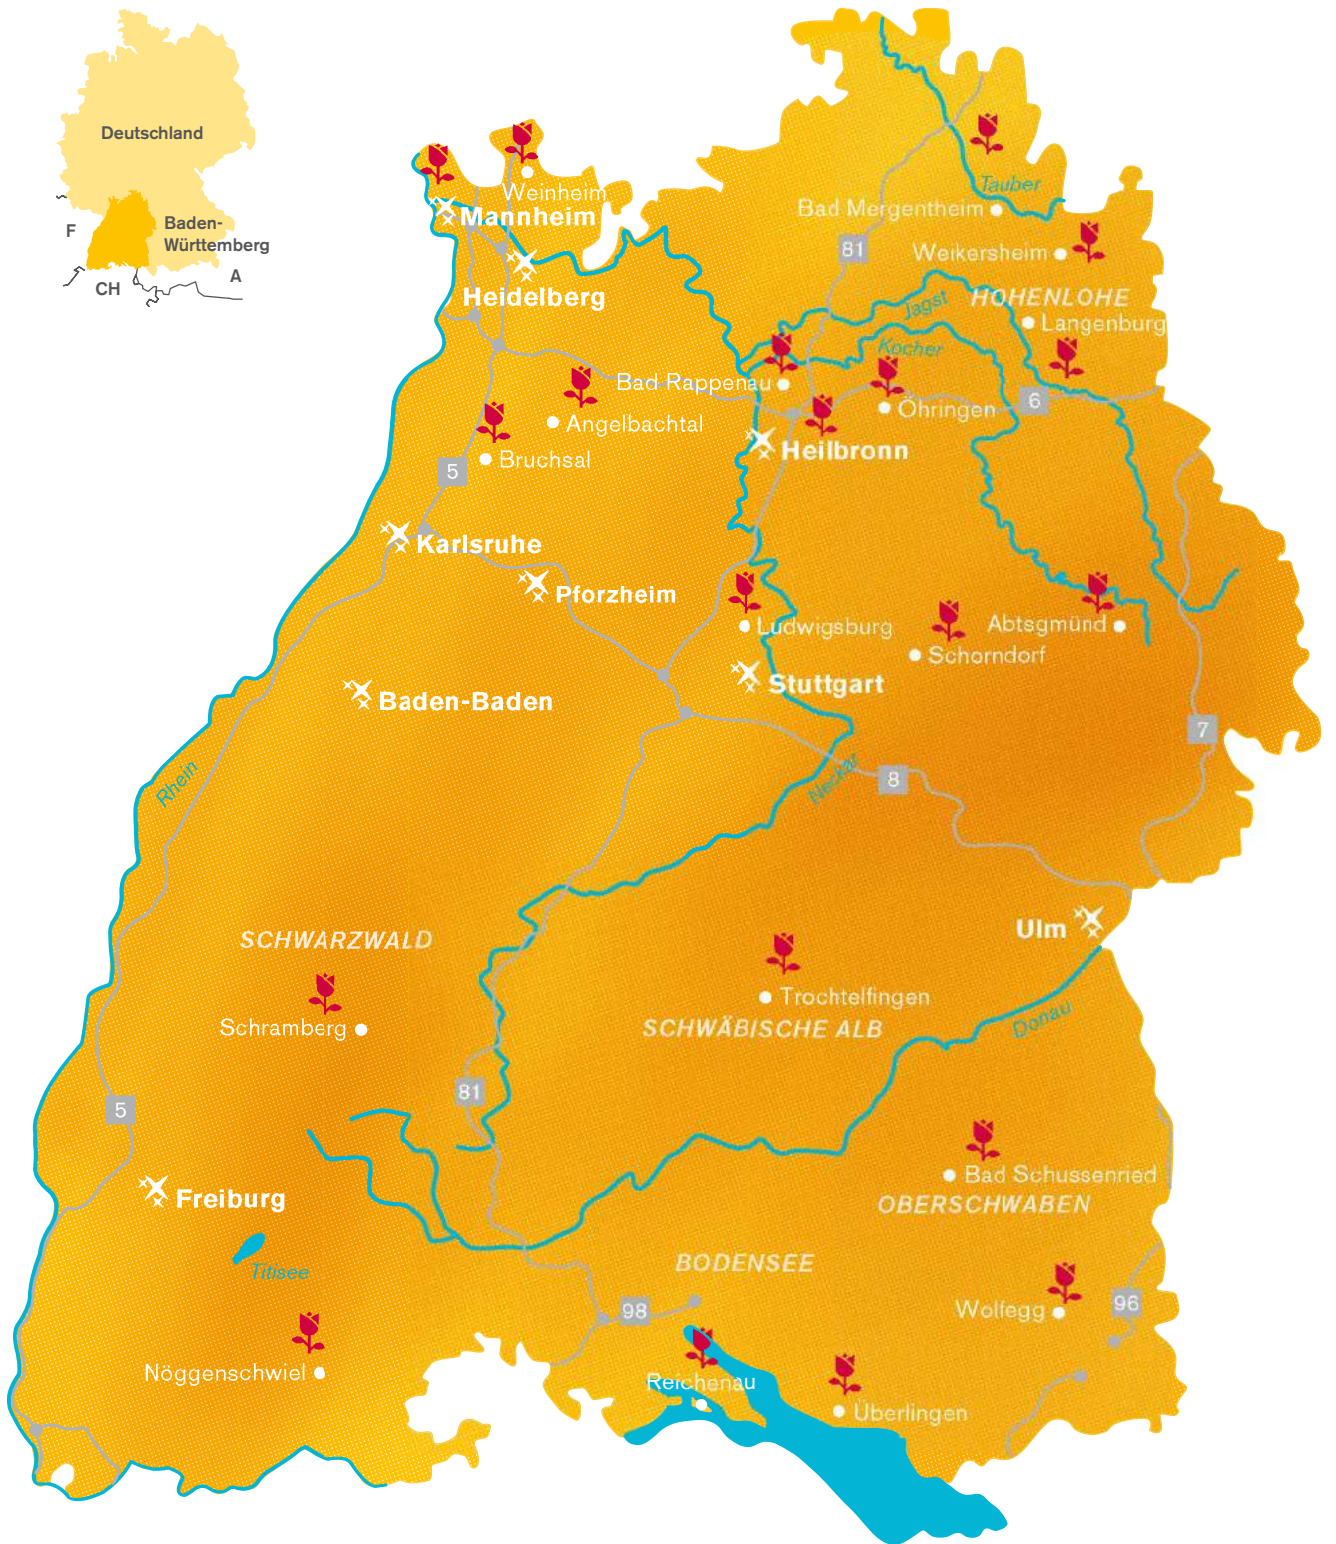 Deutschland
Baden-
Württemberg
F
A
CH
Tauber
Weinheim
Bad Mergentheim
Mannheim
81
Weikersheim
Heidelberg
HOHENLOHE
Jagst
Langenburg
Kocher
Bad Rappenau
6
Öhringen
Angelbachtal
Heilbronn
Bruchsal
5
Karlsruhe
Pforzheim
Ludwigsburg
Abtsgmünd
Schorndorf
Stuttgart
Baden-Baden
7
Rhein
Neckar
8
Ulm
SCHWARZWALD
Trochtelfingen
Schramberg
SCHWÄBISCHE ALB
Donau
81
5
Bad Schussenried
Freiburg
OBERSCHWABEN
Titisee
BODENSEE
98
Wolfegg
96
Nöggenschwiel
Reichenau
Überlingen